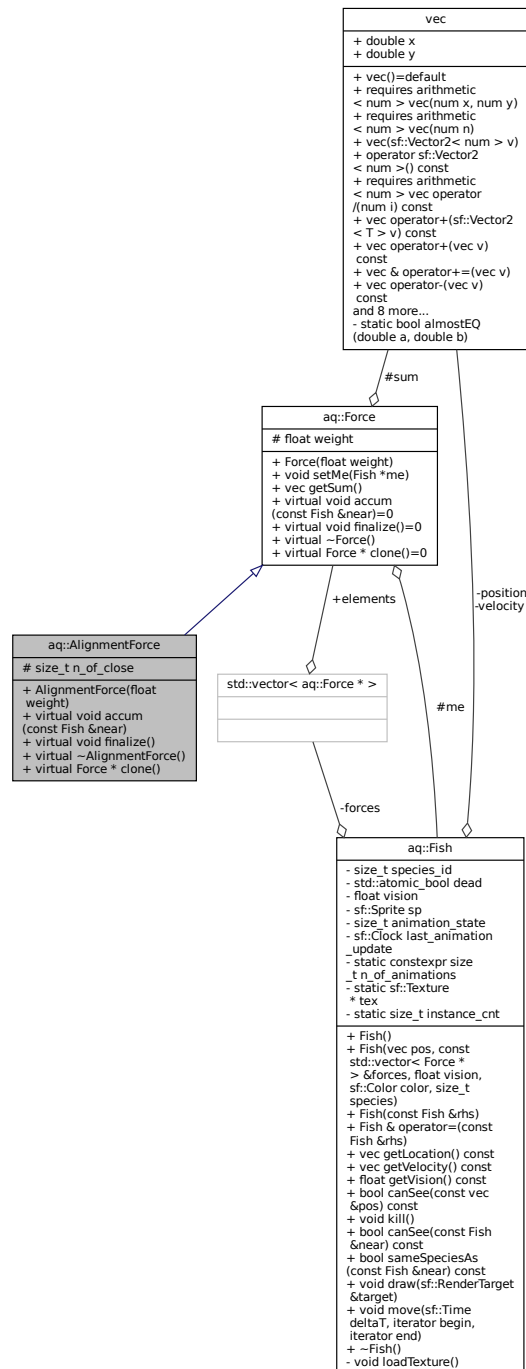 vec
+ double x
+ double y
+ vec()=default
+ requires arithmetic
< num > vec(num x, num y)
+ requires arithmetic
< num > vec(num n)
+ vec(sf::Vector2< num > v)
+ operator sf::Vector2
< num >() const
+ requires arithmetic
< num > vec operator
/(num i) const
+ vec operator+(sf::Vector2
< T > v) const
+ vec operator+(vec v)
const
+ vec & operator+=(vec v)
+ vec operator-(vec v)
const
and 8 more...
- static bool almostEQ
(double a, double b)
#sum
aq::Force
# float weight
+ Force(float weight)
+ void setMe(Fish *me)
+ vec getSum()
+ virtual void accum
(const Fish &near)=0
+ virtual void finalize()=0
+ virtual ~Force()
+ virtual Force * clone()=0
+elements
-position
-velocity
aq::AlignmentForce
# size_t n_of_close
+ AlignmentForce(float
weight)
+ virtual void accum
(const Fish &near)
+ virtual void finalize()
+ virtual ~AlignmentForce()
+ virtual Force * clone()
std::vector< aq::Force * >
#me
-forces
aq::Fish
- size_t species_id
- std::atomic_bool dead
- float vision
- sf::Sprite sp
- size_t animation_state
- sf::Clock last_animation
_update
- static constexpr size
_t n_of_animations
- static sf::Texture
* tex
- static size_t instance_cnt
+ Fish()
+ Fish(vec pos, const
std::vector< Force *
> &forces, float vision,
sf::Color color, size_t
species)
+ Fish(const Fish &rhs)
+ Fish & operator=(const
Fish &rhs)
+ vec getLocation() const
+ vec getVelocity() const
+ float getVision() const
+ bool canSee(const vec
&pos) const
+ void kill()
+ bool canSee(const Fish
&near) const
+ bool sameSpeciesAs
(const Fish &near) const
+ void draw(sf::RenderTarget
&target)
+ void move(sf::Time
deltaT, iterator begin,
iterator end)
+ ~Fish()
- void loadTexture()